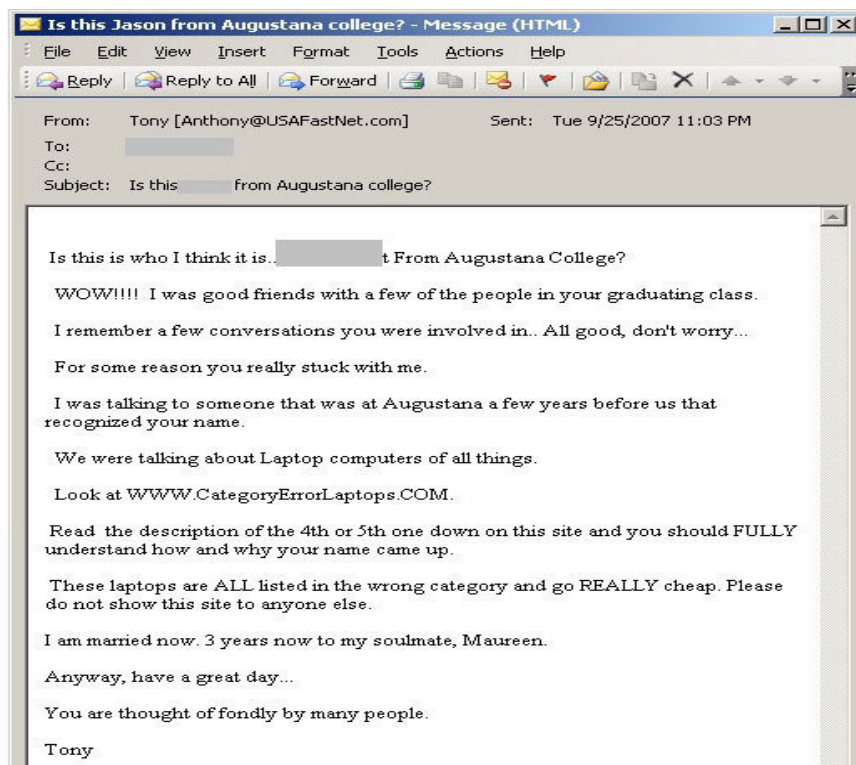 Is this Jason from Augustana college? - Message (HTML)
File Edit View Insert Format Tools Actions Help
Reply Reply to All Forward
From: Tony [Anthony@USAFastNet.com] Sent: Tue 9/25/2007 11:03 PM
To:
Cc:
Subject: Is this from Augustana college?
Is this is who I think it is.. t From Augustana College?
WOW!!!! I was good friends with a few of the people in your graduating class.
I remember a few conversations you were involved in.. All good, don't worry...
For some reason you really stuck with me.
I was talking to someone that was at Augustana a few years before us that
recognized your name.
We were talking about Laptop computers of all things.
Look at WWW.CategoryErrorLaptops.COM.
Read the description of the 4th or 5th one down on this site and you should FULLY
understand how and why your name came up.
These laptops are ALL listed in the wrong category and go REALLY cheap. Please
do not show this site to anyone else.
I am married now. 3 years now to my soulmate, Maureen.
Anyway, have a great day...
You are thought of fondly by many people.
Tony